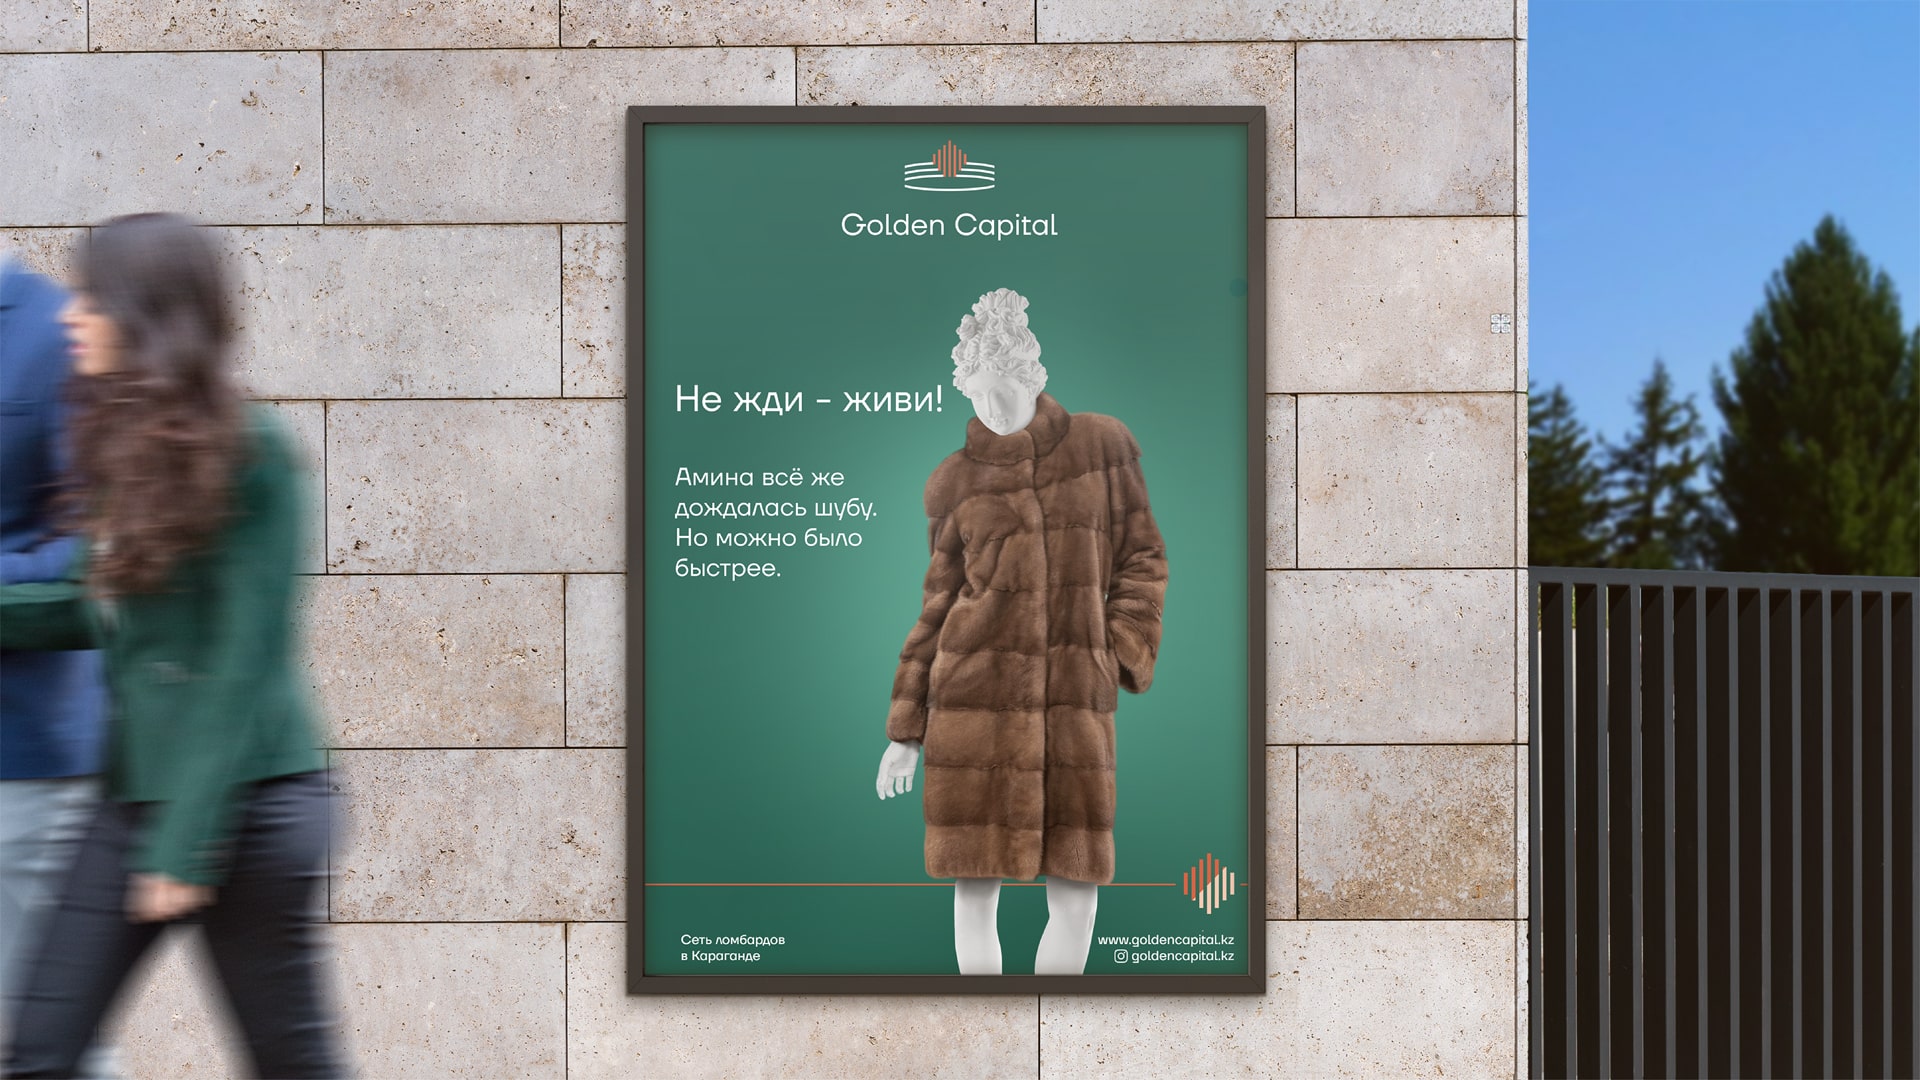 Golden Capital
Не жди - живи!
Амина всё же
дождалась шубу.
Но можно было
быстрее.
Сеть ломбардов
в Караганде
www.goldencapital.kz
goldencapital.kz